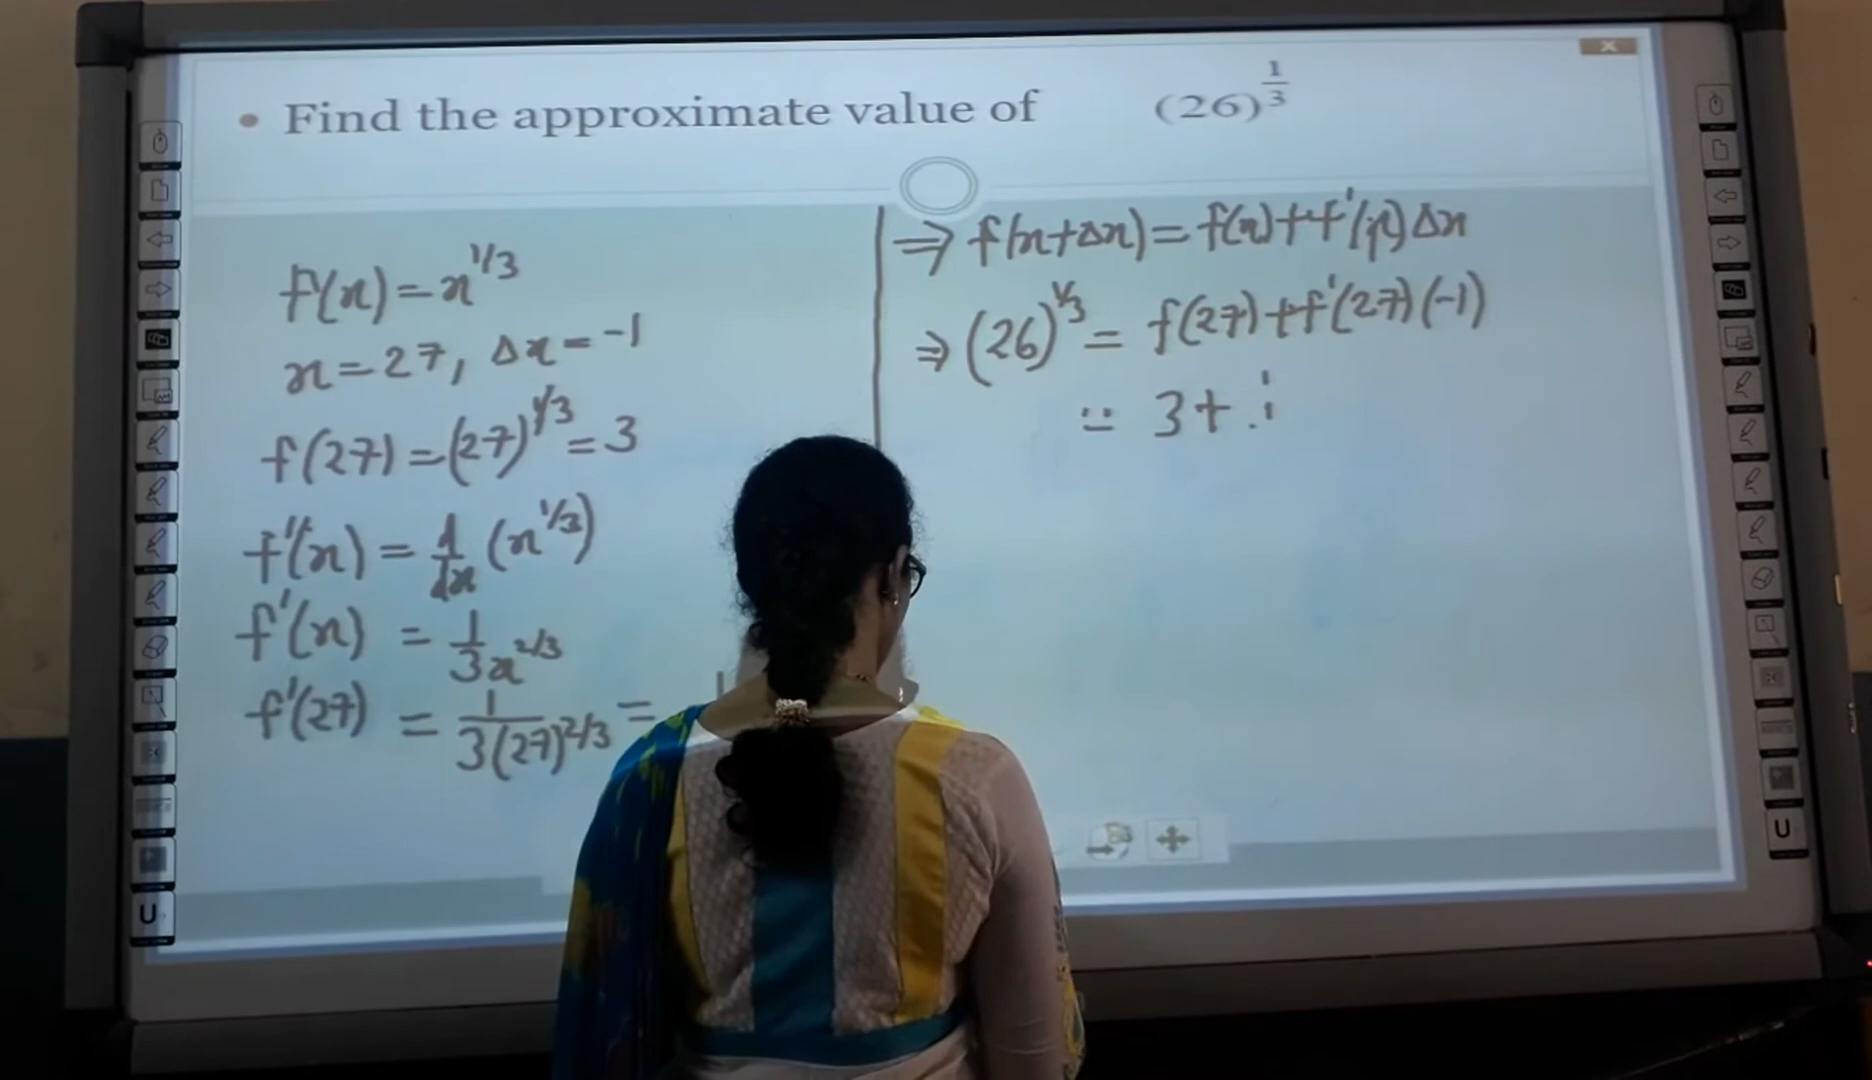 • Find the approximate value of (26)^{1/3}
f(x) = x^{1/3}
x = 27, Δx = -1
f(27) = (27)^{1/3} = 3
f'(x) = d/dx (x^{1/3})
f'(x) = 1/3x^{2/3}
f'(27) = 1/3(27)^{2/3} =
⇒ f(x+Δx) = f(x) + f'(x) Δx
⇒ (26)^{1/3} = f(27) + f'(27)(-1)
= 3 +
U
U